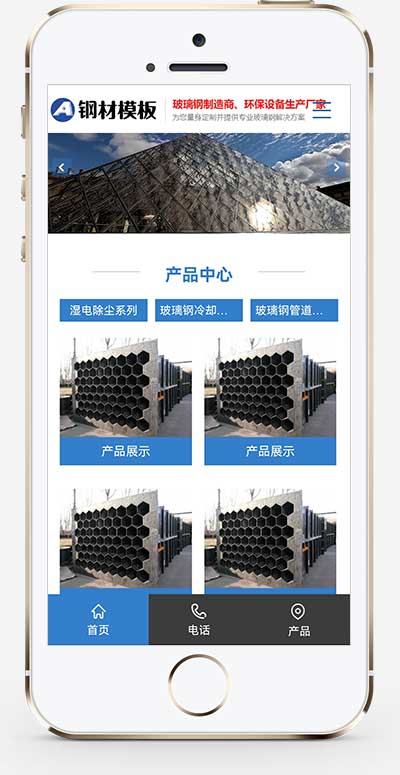 A 钢材模板
玻璃钢制造商、环保设备生产厂家
为您量身定制并提供专业玻璃钢解决方案
产品中心
湿电除尘系列 玻璃钢冷却... 玻璃钢管道...
产品展示 产品展示
首页 电话 产品